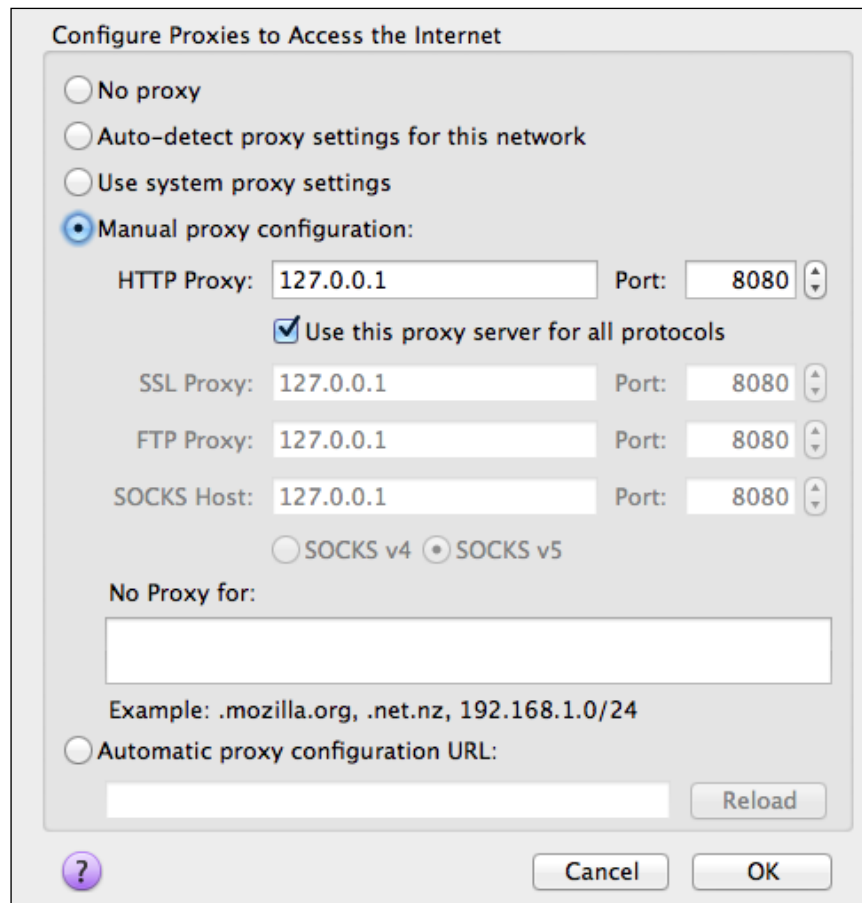 Configure Proxies to Access the Internet
No proxy
Auto-detect proxy settings for this network
Use system proxy settings
Manual proxy configuration:
HTTP Proxy: 127.0.0.1 Port: 8080
Use this proxy server for all protocols
SSL Proxy: 127.0.0.1 Port: 8080
FTP Proxy: 127.0.0.1 Port: 8080
SOCKS Host: 127.0.0.1 Port: 8080
SOCKS v4 SOCKS v5
No Proxy for:
Example: .mozilla.org, .net.nz, 192.168.1.0/24
Automatic proxy configuration URL:
Reload
? Cancel OK